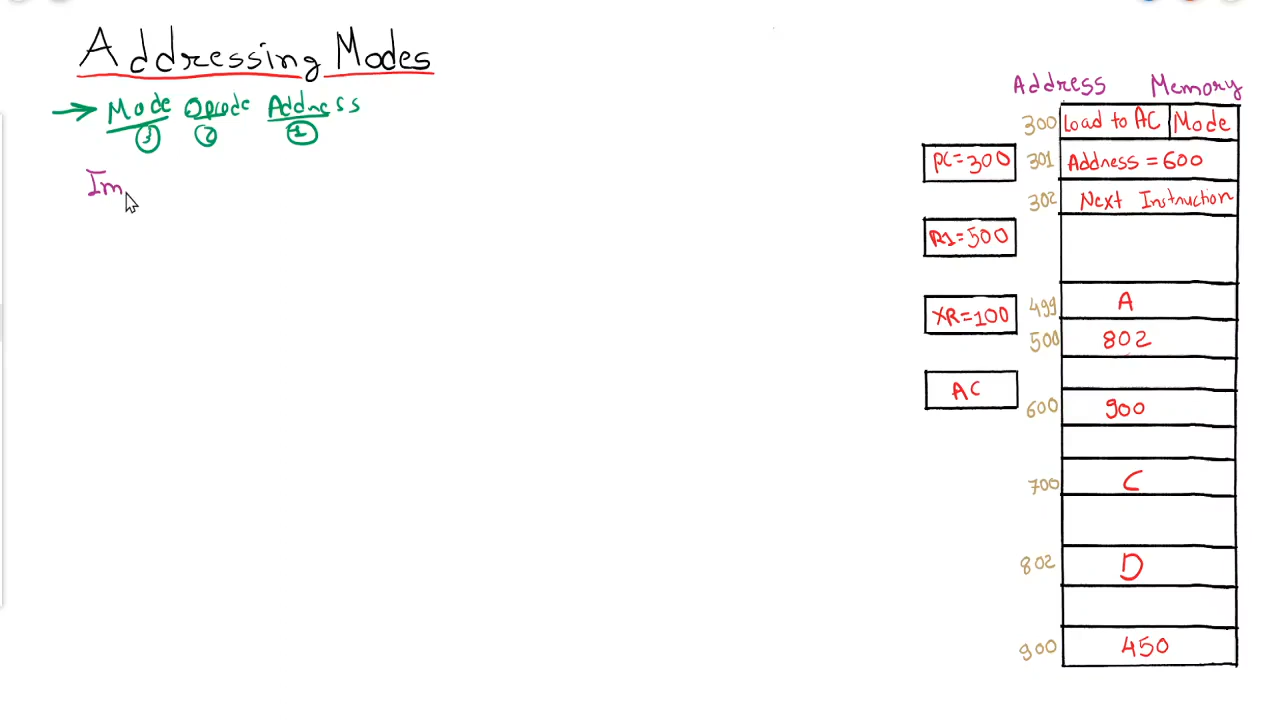 Addressing Modes
→ Mode Opcode Address
3 2 1
Im
Address Memory
300 Load to AC Mode
PC=300 301 Address = 600
302 Next Instruction
R1=500
XR=100 499 A
500 802
AC
600 900
700 C
802 D
900 450